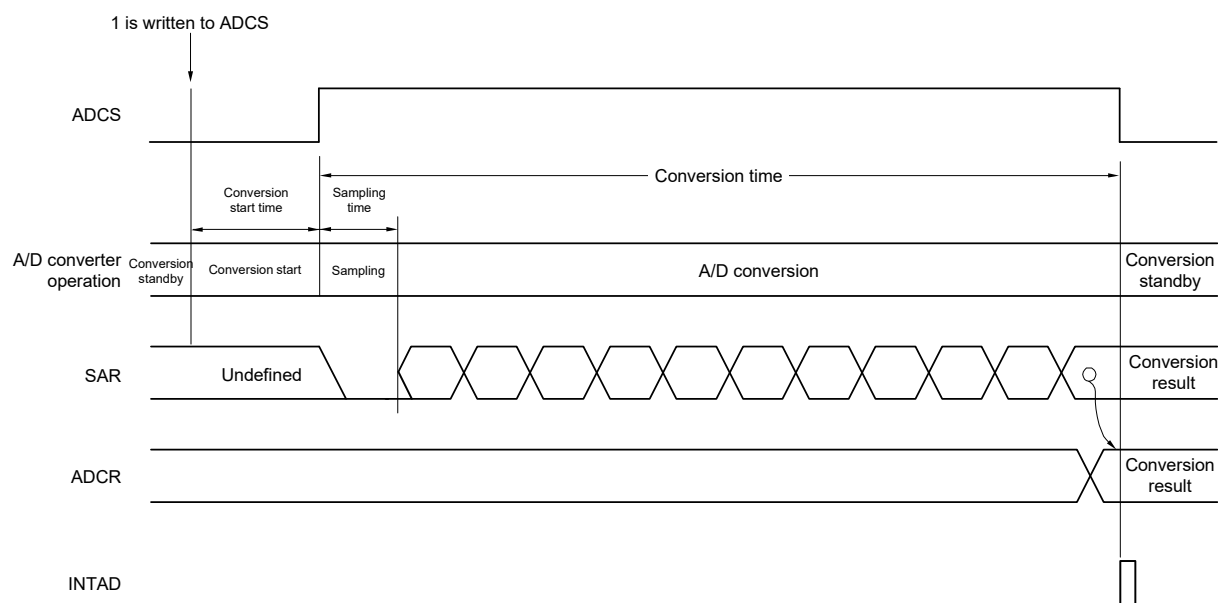 1 is written to ADCS
ADCS
Conversion time
Conversion
start time
Sampling
time
A/D converter
operation
Conversion
standby
Conversion start
Sampling
A/D conversion
Conversion
standby
SAR
Undefined
Conversion
result
ADCR
Conversion
result
INTAD